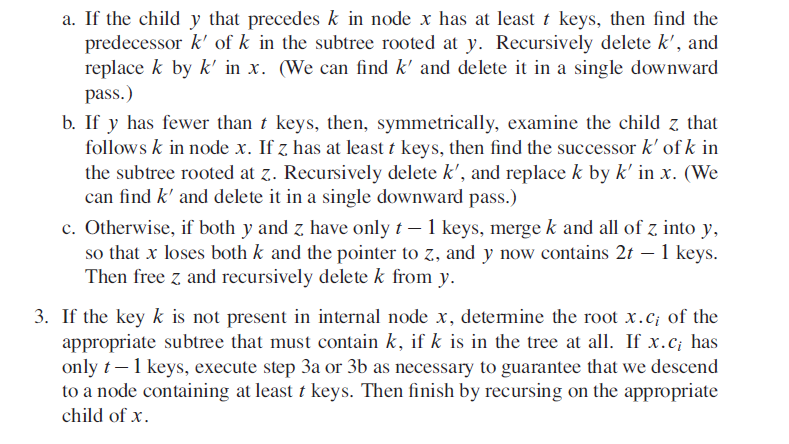 a. If the child y that precedes k in node x has at least t keys, then find the
predecessor k′ of k in the subtree rooted at y. Recursively delete k′, and
replace k by k′ in x. (We can find k′ and delete it in a single downward
pass.)
b. If y has fewer than t keys, then, symmetrically, examine the child z that
follows k in node x. If z has at least t keys, then find the successor k′ of k in
the subtree rooted at z. Recursively delete k′, and replace k by k′ in x. (We
can find k′ and delete it in a single downward pass.)
c. Otherwise, if both y and z have only t − 1 keys, merge k and all of z into y,
so that x loses both k and the pointer to z, and y now contains 2t − 1 keys.
Then free z and recursively delete k from y.
3. If the key k is not present in internal node x, determine the root x.cᵢ of the
appropriate subtree that must contain k, if k is in the tree at all. If x.cᵢ has
only t − 1 keys, execute step 3a or 3b as necessary to guarantee that we descend
to a node containing at least t keys. Then finish by recursing on the appropriate
child of x.